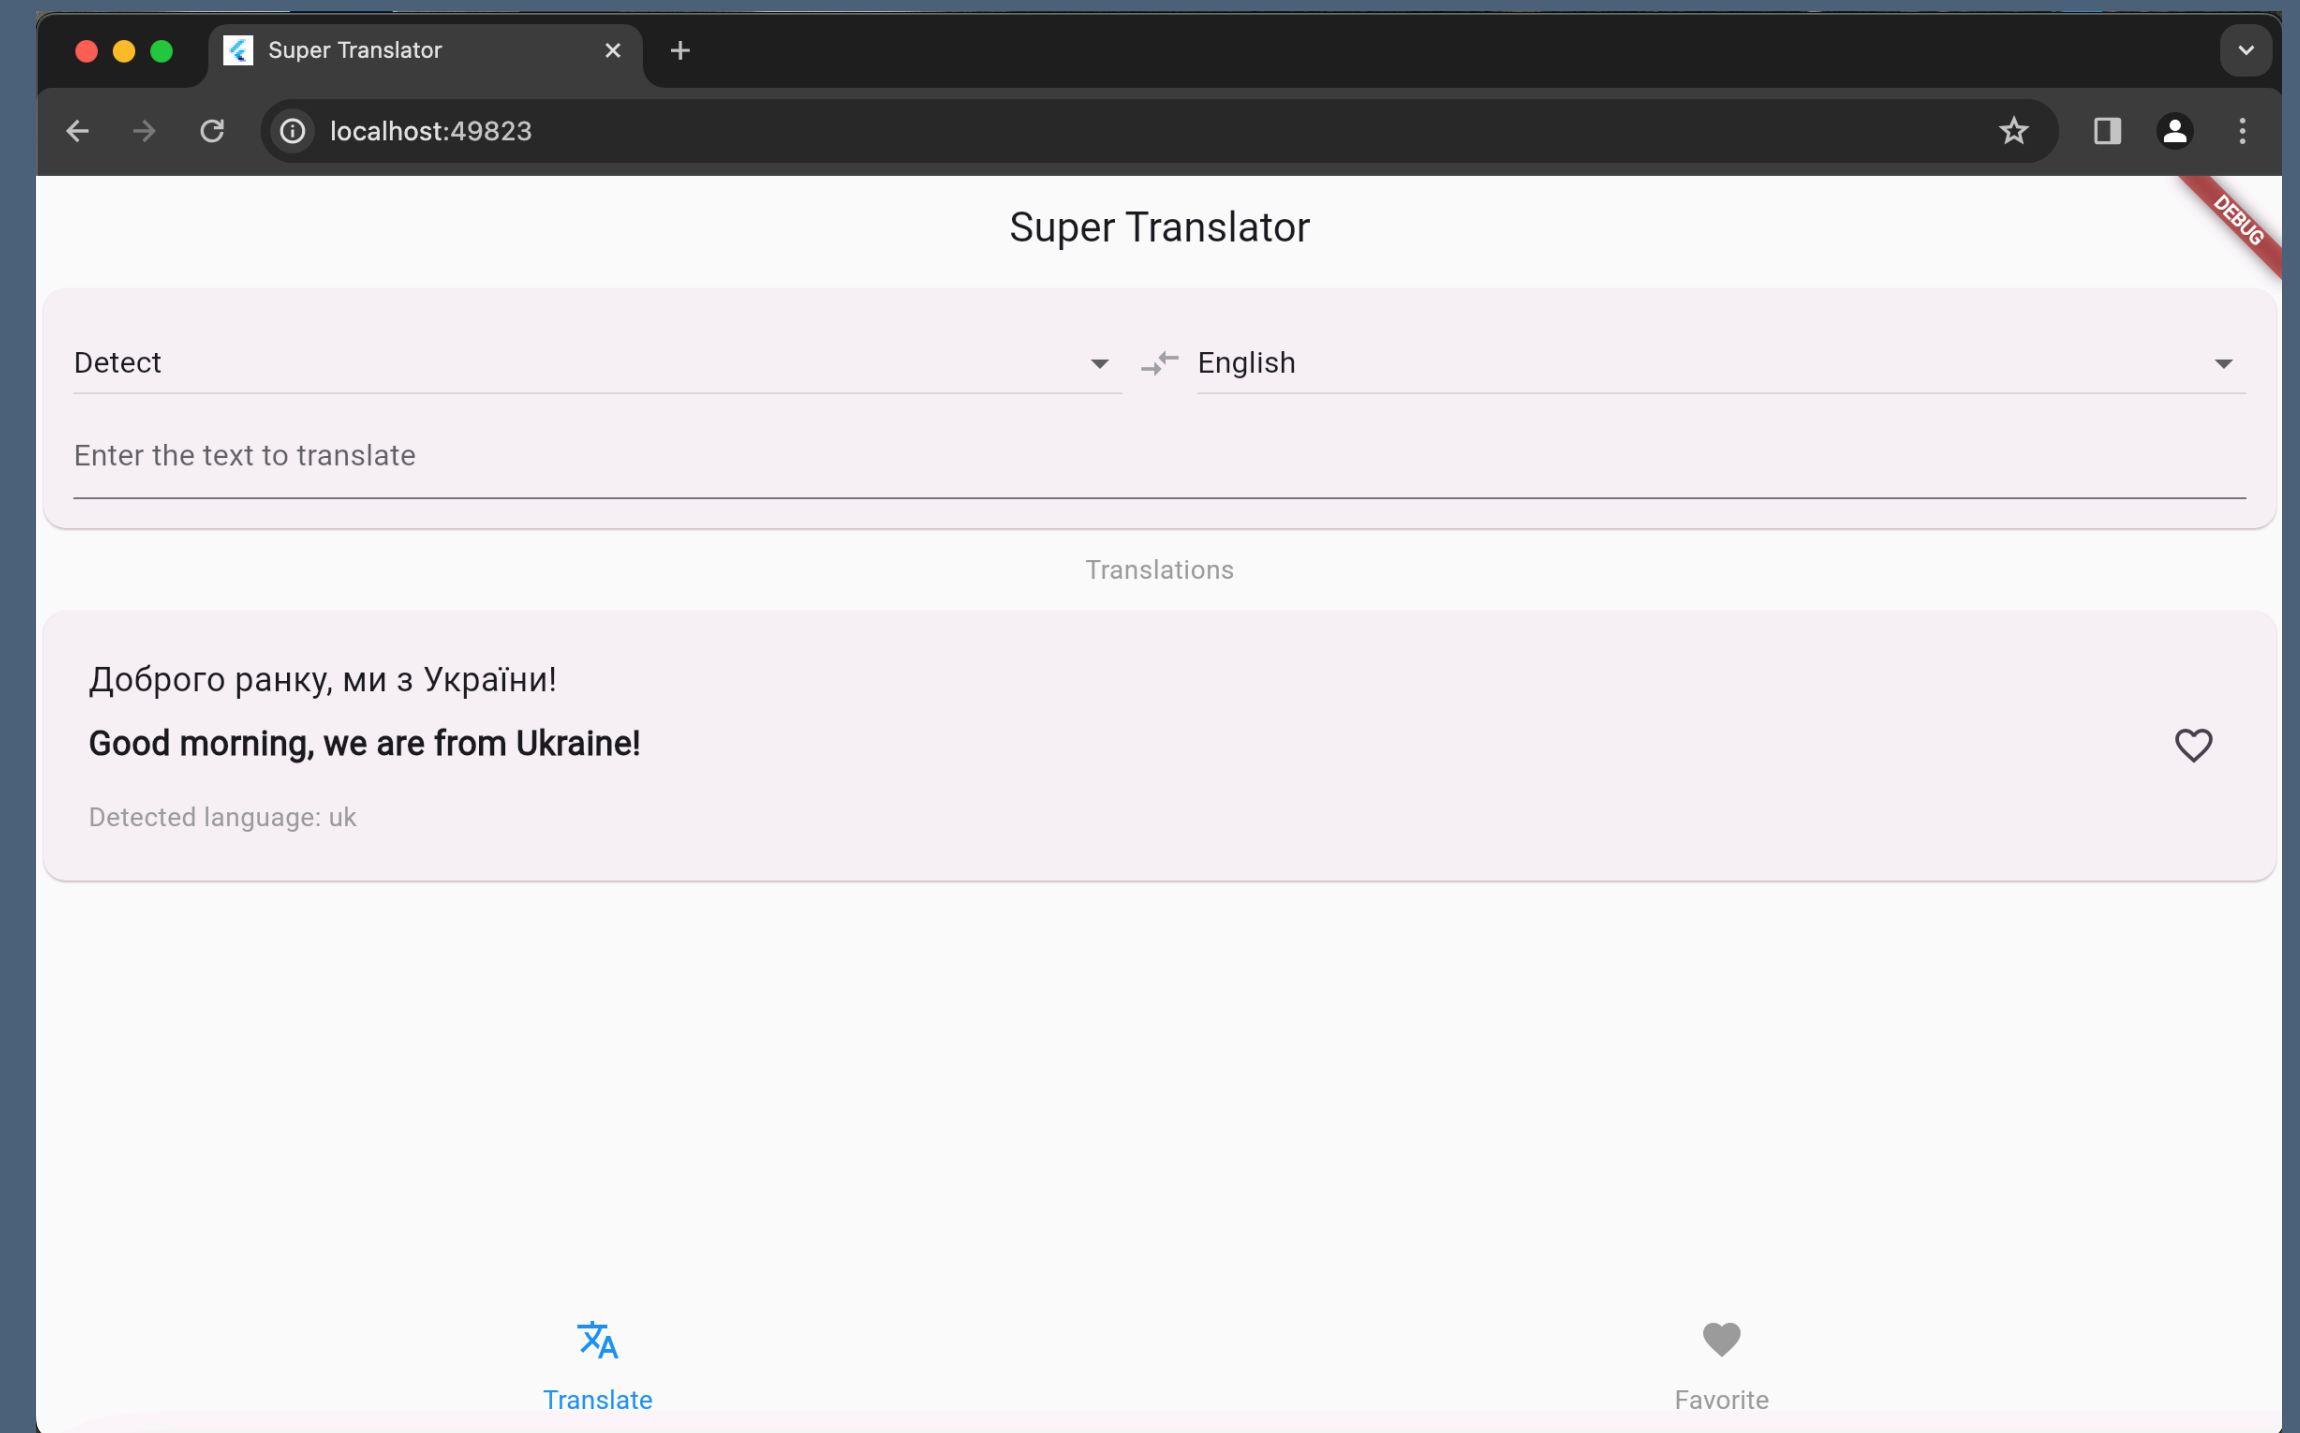 Super Translator
localhost:49823
DEBUG
Super Translator
Detect
English
Enter the text to translate
Translations
Доброго ранку, ми з України!
Good morning, we are from Ukraine!
Detected language: uk
Translate
Favorite